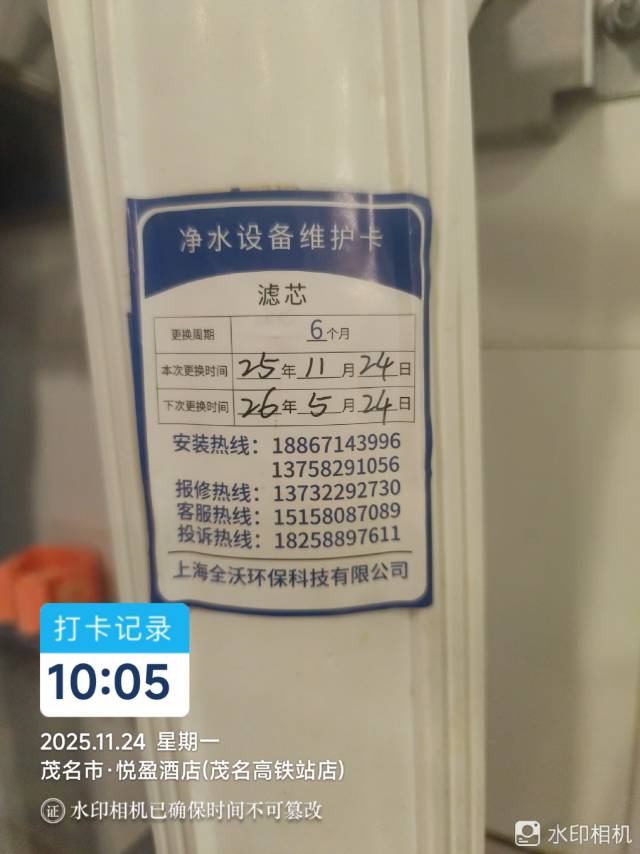 净水设备维护卡
滤芯
更换周期 6个月
本次更换时间 25年11月24日
下次更换时间 26年5月24日
安装热线：18867143996
13758291056
报修热线：13732292730
客服热线：15158087089
投诉热线：18258897611
上海全沃环保科技有限公司
打卡记录
10:05
2025.11.24 星期一
茂名市·悦盈酒店(茂名高铁站店)
证 水印相机已确保时间不可篡改
水印相机